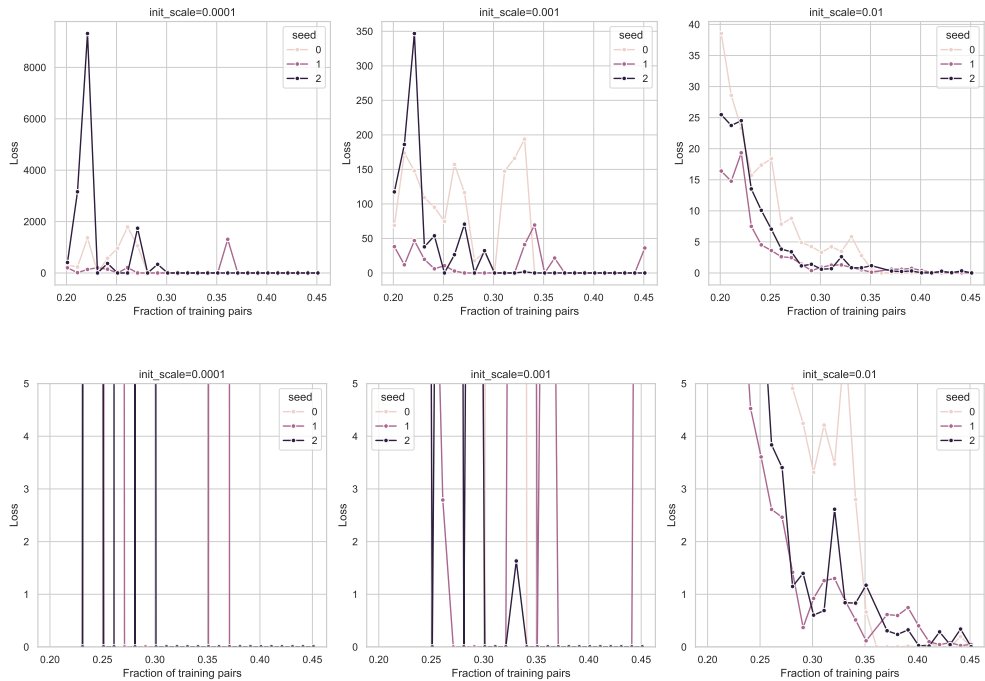 init_scale=0.0001
Loss
8000
6000
4000
2000
0
0.20 0.25 0.30 0.35 0.40 0.45
Fraction of training pairs
seed
0
1
2
init_scale=0.001
Loss
350
300
250
200
150
100
50
0
0.20 0.25 0.30 0.35 0.40 0.45
Fraction of training pairs
seed
0
1
2
init_scale=0.01
Loss
40
35
30
25
20
15
10
5
0
0.20 0.25 0.30 0.35 0.40 0.45
Fraction of training pairs
seed
0
1
2
init_scale=0.0001
Loss
5
4
3
2
1
0
0.20 0.25 0.30 0.35 0.40 0.45
Fraction of training pairs
seed
0
1
2
init_scale=0.001
Loss
5
4
3
2
1
0
0.20 0.25 0.30 0.35 0.40 0.45
Fraction of training pairs
seed
0
1
2
init_scale=0.01
Loss
5
4
3
2
1
0
0.20 0.25 0.30 0.35 0.40 0.45
Fraction of training pairs
seed
0
1
2